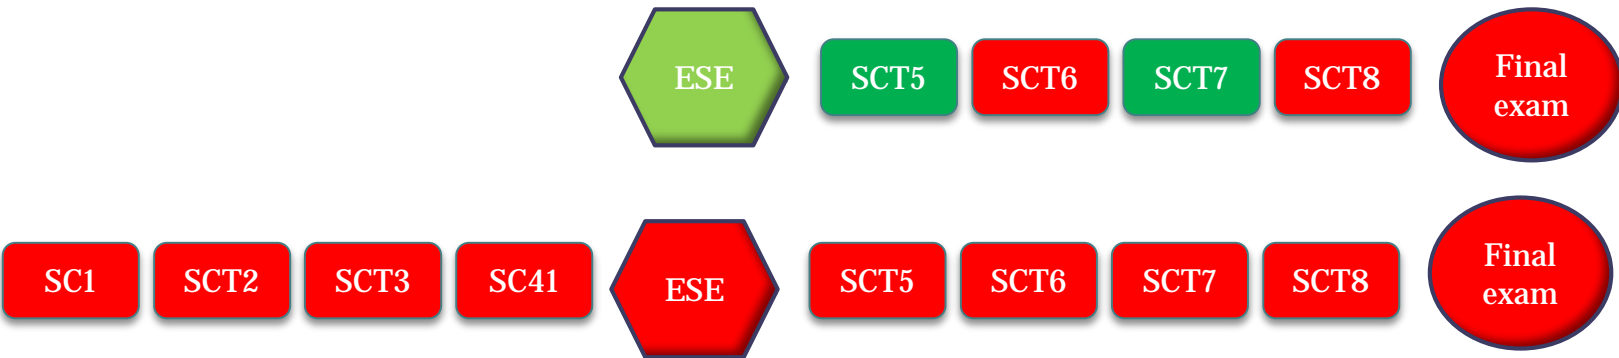 ESE
SCT5
SCT6
SCT7
SCT8
Final
exam
SC1
SCT2
SCT3
SC41
ESE
SCT5
SCT6
SCT7
SCT8
Final
exam